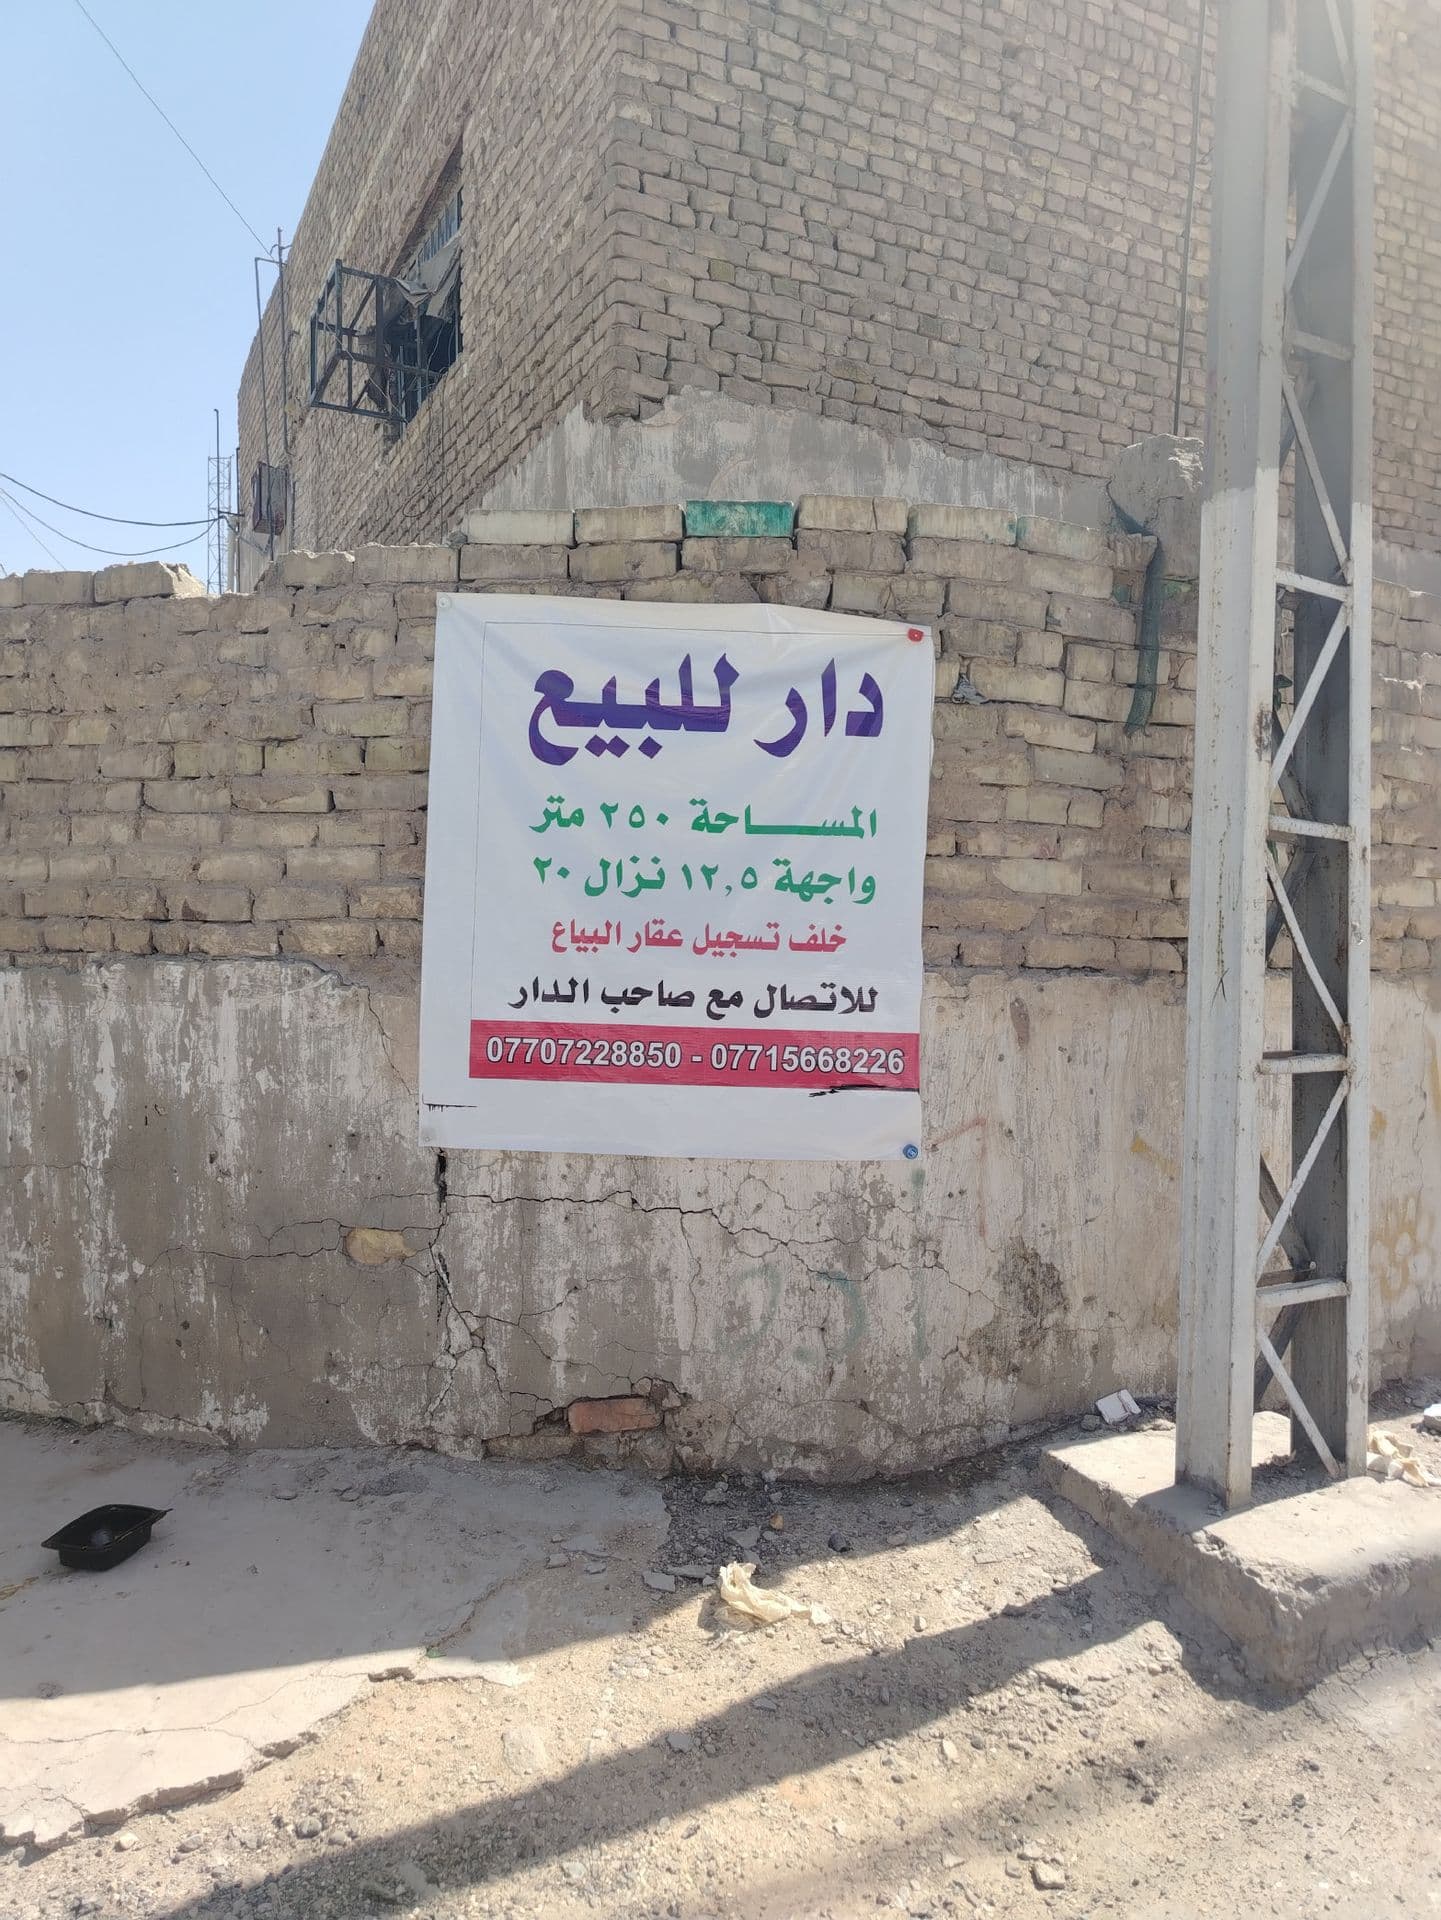 دار للبيع
المساحة ٢٥٠ متر
واجهة ١٢,٥ نزال ٢٠
خلف تسجيل عقار البياع
للاتصال مع صاحب الدار
07707228850 - 07715668226